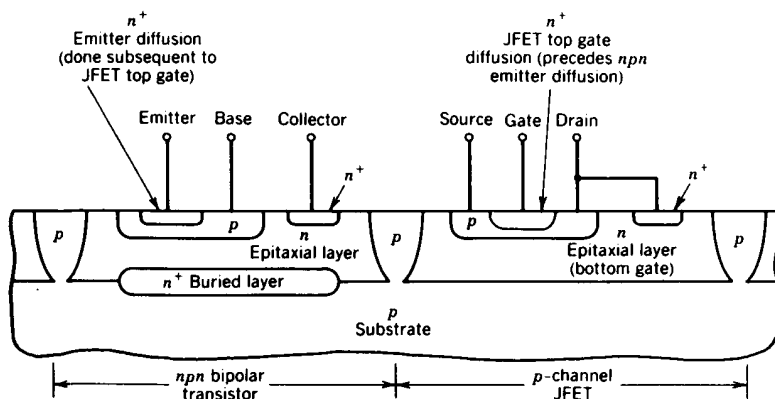 n+
Emitter diffusion
(done subsequent to
JFET top gate)
n+
JFET top gate
diffusion (precedes npn
emitter diffusion)
Emitter
Base
Collector
Source
Gate
Drain
n+
n+
p
p
n
p
p
n
p
Epitaxial layer
Epitaxial layer
(bottom gate)
n+ Buried layer
p
Substrate
npn bipolar
transistor
p-channel
JFET